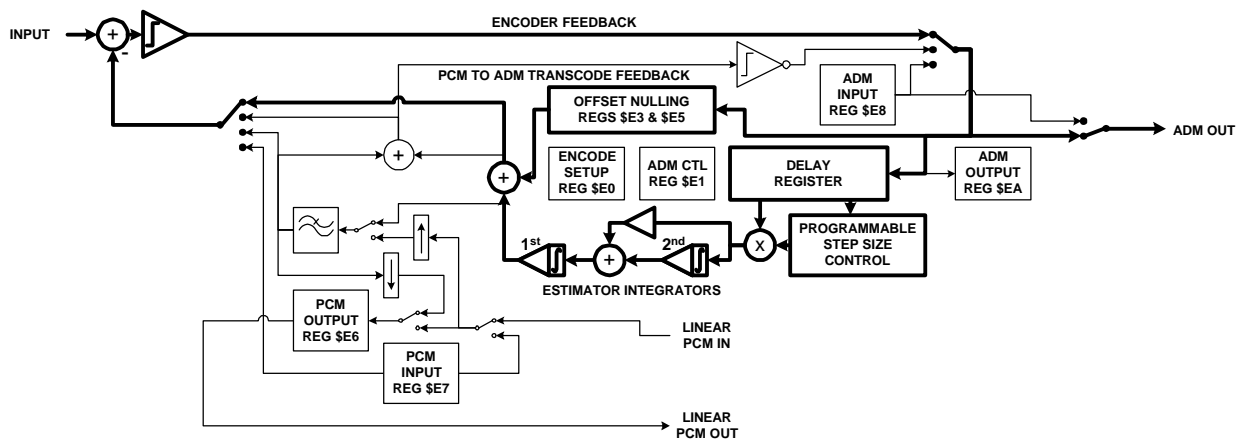 ENCODER FEEDBACK
INPUT
+
-
PCM TO ADM TRANSCODE FEEDBACK
ADM
INPUT
REG $E8
OFFSET NULLING
REGS $E3 & $E5
ADM OUT
+
ENCODE
SETUP
REG $E0
ADM CTL
REG $E1
DELAY
REGISTER
ADM
OUTPUT
REG $EA
+
PROGRAMMABLE
STEP SIZE
CONTROL
1st
2nd
X
+
ESTIMATOR INTEGRATORS
PCM
OUTPUT
REG $E6
LINEAR
PCM IN
PCM
INPUT
REG $E7
LINEAR
PCM OUT